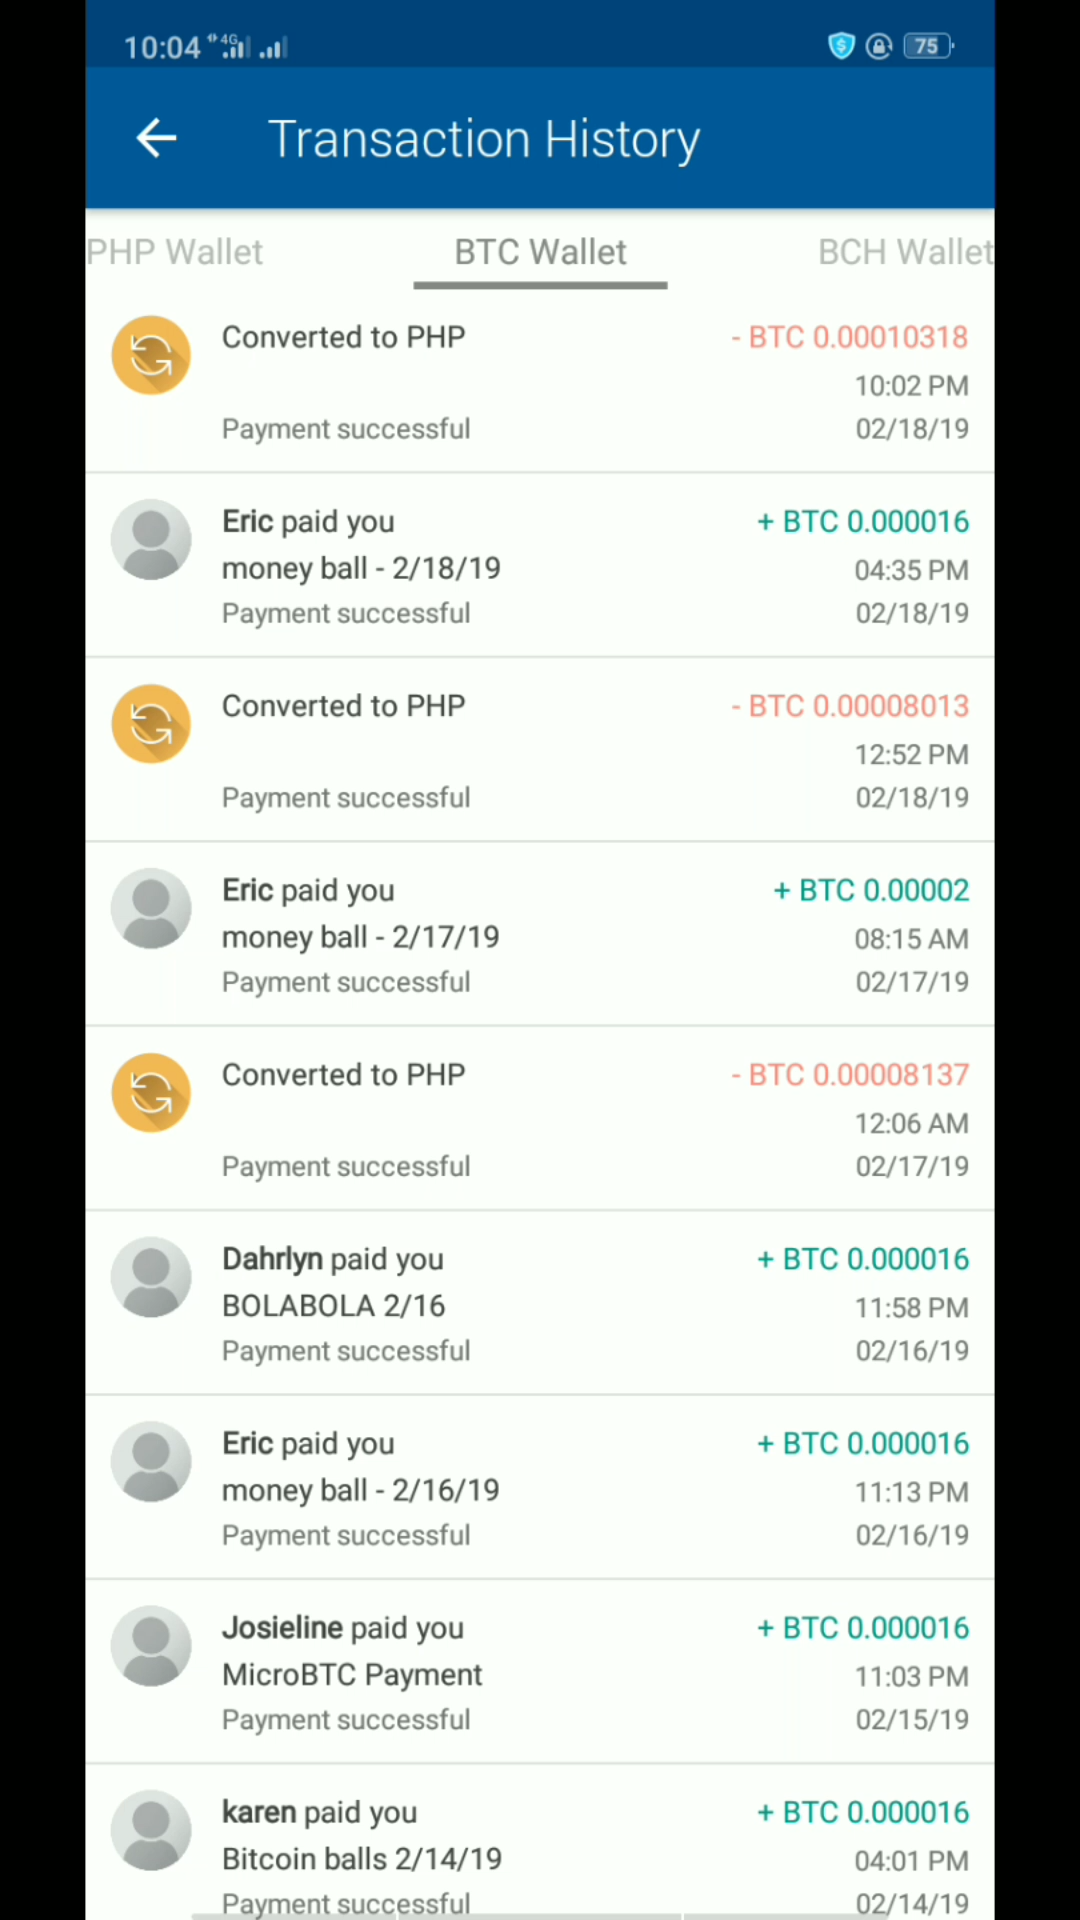 10:04 4G 75
Transaction History
PHP Wallet BTC Wallet BCH Wallet
Converted to PHP - BTC 0.00010318
10:02 PM
Payment successful 02/18/19
Eric paid you + BTC 0.000016
money ball - 2/18/19 04:35 PM
Payment successful 02/18/19
Converted to PHP - BTC 0.00008013
12:52 PM
Payment successful 02/18/19
Eric paid you + BTC 0.00002
money ball - 2/17/19 08:15 AM
Payment successful 02/17/19
Converted to PHP - BTC 0.00008137
12:06 AM
Payment successful 02/17/19
Dahrlyn paid you + BTC 0.000016
BOLABOLA 2/16 11:58 PM
Payment successful 02/16/19
Eric paid you + BTC 0.000016
money ball - 2/16/19 11:13 PM
Payment successful 02/16/19
Josieline paid you + BTC 0.000016
MicroBTC Payment 11:03 PM
Payment successful 02/15/19
karen paid you + BTC 0.000016
Bitcoin balls 2/14/19 04:01 PM
Payment successful 02/14/19